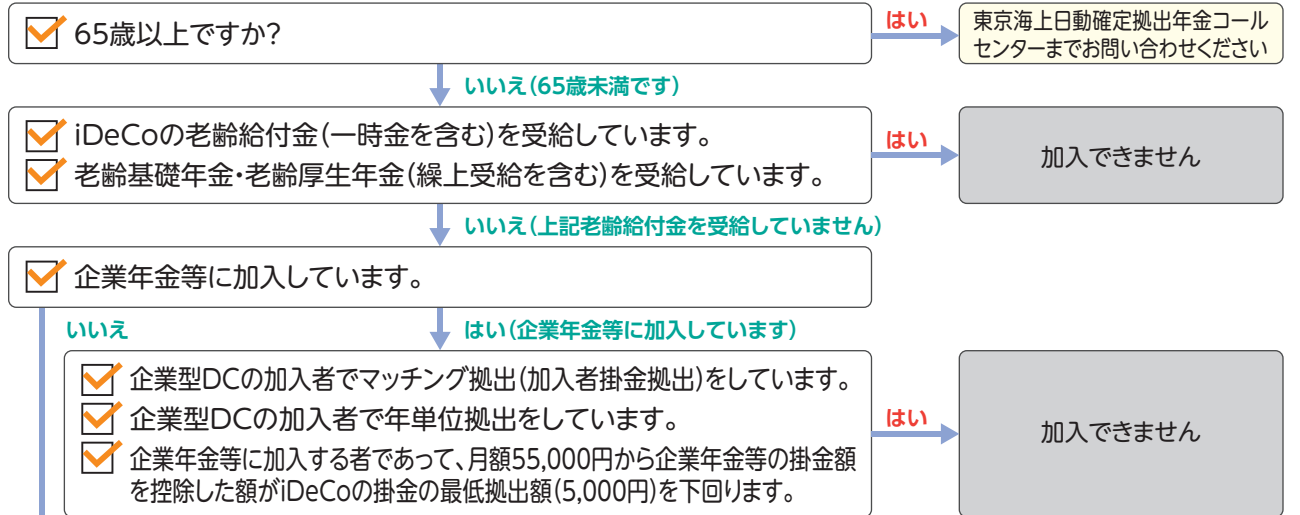 65歳以上ですか?
はい
東京海上日動確定拠出年金コール
センターまでお問い合わせください
いいえ(65歳未満です)
iDeCoの老齢給付金(一時金を含む)を受給しています。
老齢基礎年金・老齢厚生年金(繰上受給を含む)を受給しています。
はい
加入できません
いいえ(上記老齢給付金を受給していません)
企業年金等に加入しています。
いいえ
はい(企業年金等に加入しています)
企業型DCの加入者でマッチング拠出(加入者掛金拠出)をしています。
企業型DCの加入者で年単位拠出をしています。
企業年金等に加入する者であって、月額55,000円から企業年金等の掛金額
を控除した額がiDeCoの掛金の最低拠出額(5,000円)を下回ります。
はい
加入できません